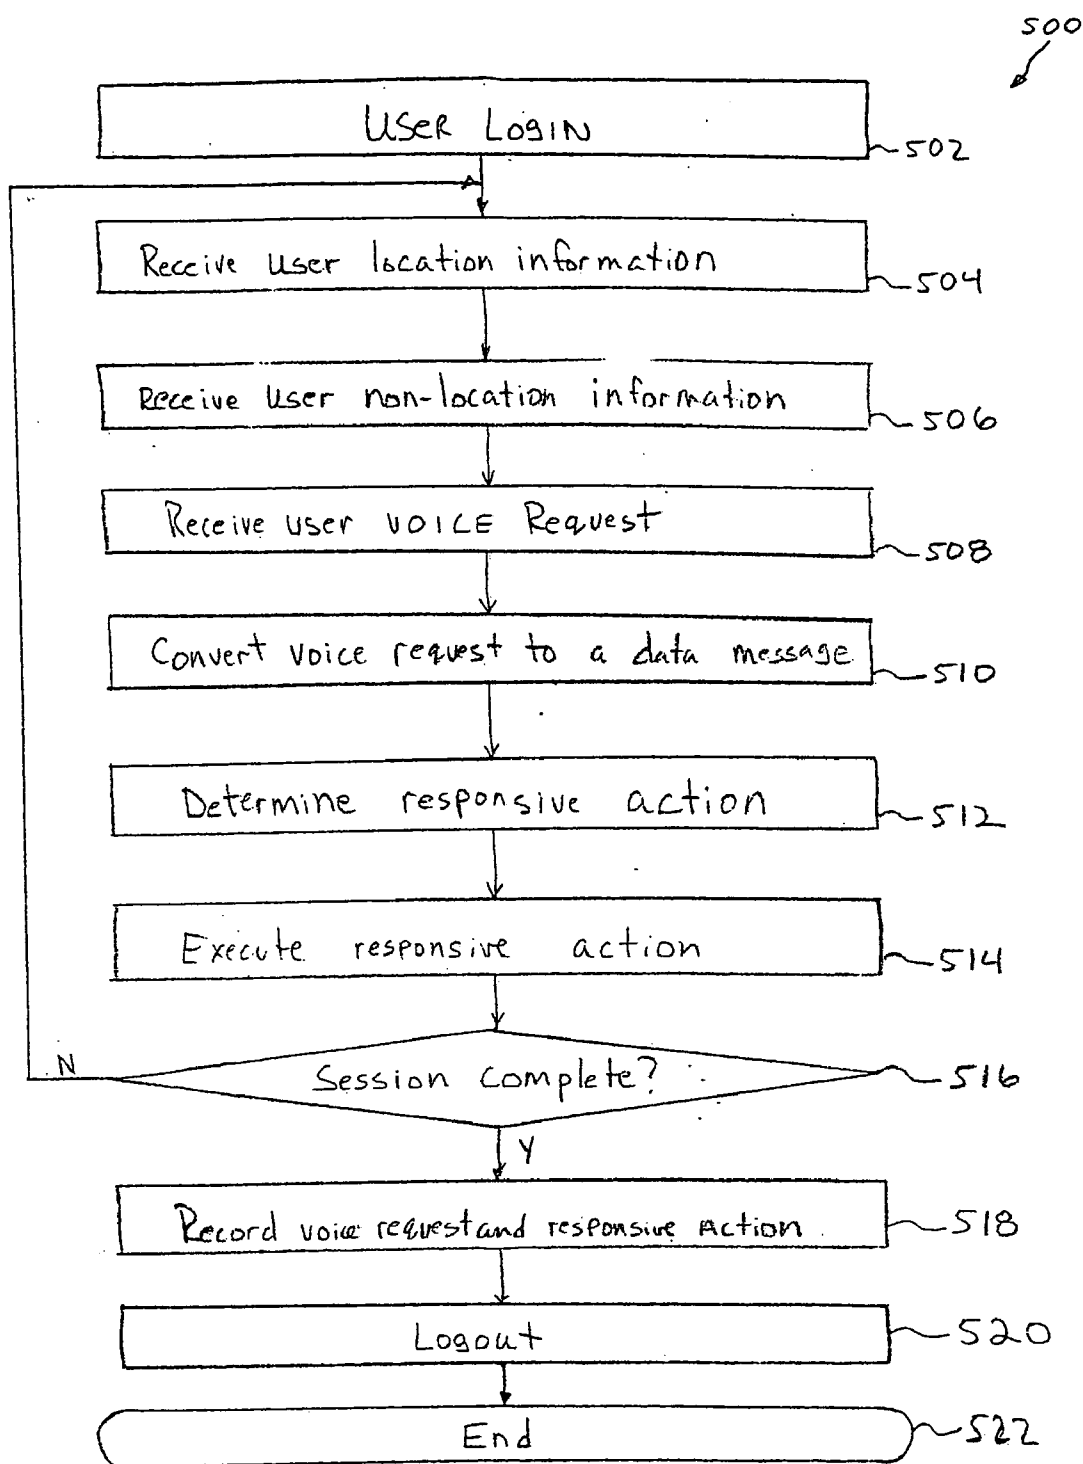 500
USER LOGIN
502
Receive user location information
504
Receive user non-location information
506
Receive user VOICE Request
508
Convert voice request to a data message
510
Determine responsive action
512
Execute responsive action
514
N
Session complete?
516
Y
Record voice request and responsive Action
518
Logout
520
End
522